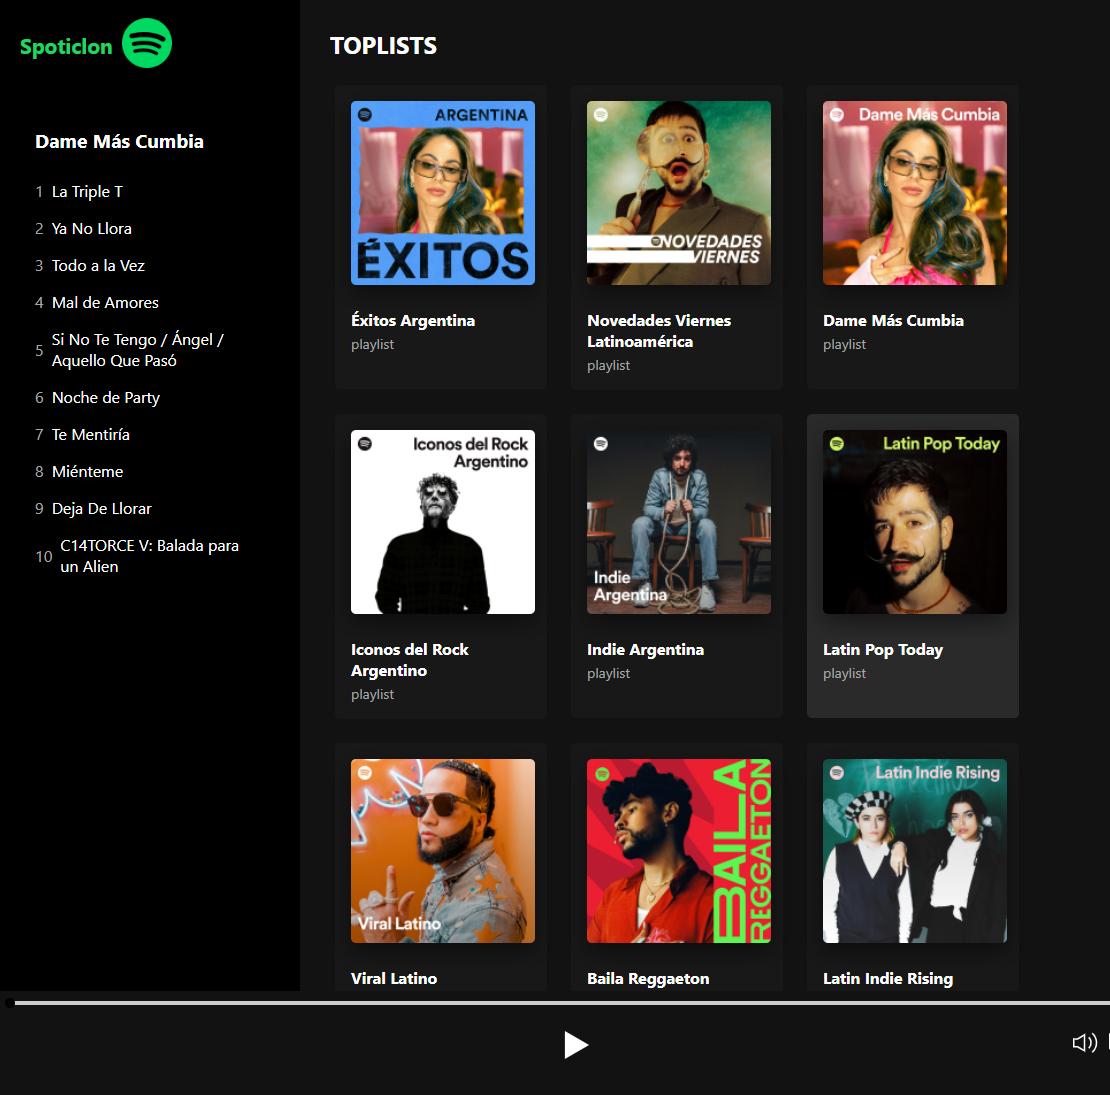 Spoticlon
Dame Más Cumbia
1 La Triple T
2 Ya No Llora
3 Todo a la Vez
4 Mal de Amores
5 Si No Te Tengo / Ángel /
Aquello Que Pasó
6 Noche de Party
7 Te Mentiría
8 Miénteme
9 Deja De Llorar
10 C14TORCE V: Balada para
un Alien
TOPLISTS
ARGENTINA
ÉXITOS
Éxitos Argentina
playlist
NOVEDADES
VIERNES
Novedades Viernes
Latinoamérica
playlist
Dame Más Cumbia
Dame Más Cumbia
playlist
Iconos del Rock
Argentino
Iconos del Rock
Argentino
playlist
Indie
Argentina
Indie Argentina
playlist
Latin Pop Today
Latin Pop Today
playlist
Viral Latino
Viral Latino
BAILA
REGGAETON
Baila Reggaeton
Latin Indie Rising
Latin Indie Rising